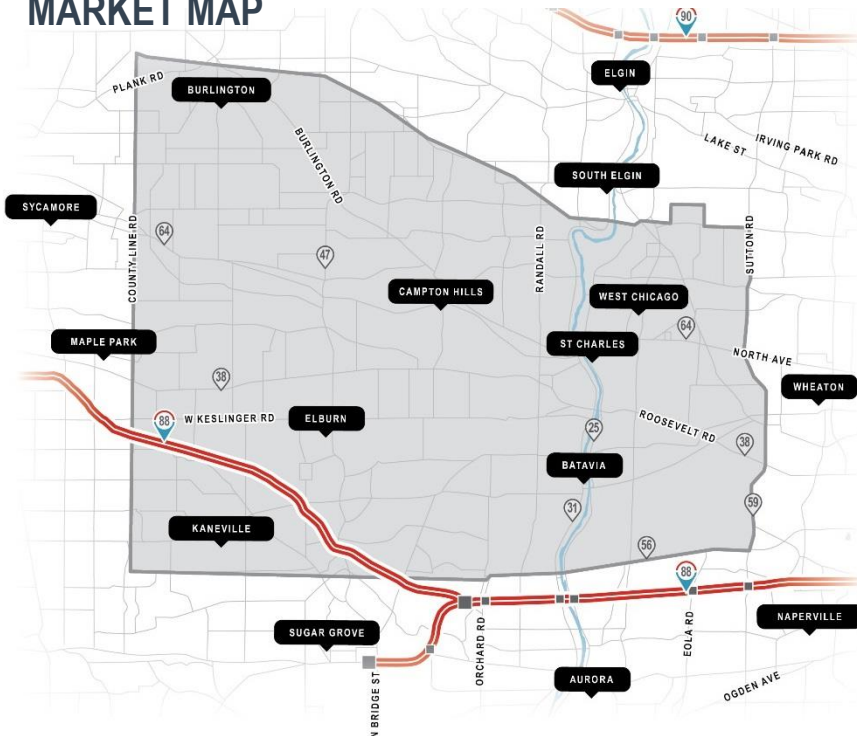 MARKET MAP
90
PLANK RD
ELGIN
BURLINGTON
BURLINGTON RD
LAKE ST
IRVING PARK RD
SOUTH ELGIN
SYCAMORE
64
COUNTY LINE RD
47
RANDALL RD
SUTTON RD
CAMPTON HILLS
WEST CHICAGO
64
MAPLE PARK
ST CHARLES
NORTH AVE
38
WHEATON
88
W KESLINGER RD
ELBURN
25
ROOSEVELT RD
38
BATAVIA
31
59
KANEVILLE
56
88
SUGAR GROVE
ORCHARD RD
EOLA RD
NAPERVILLE
AURORA
OGDEN AVE
N BRIDGE ST